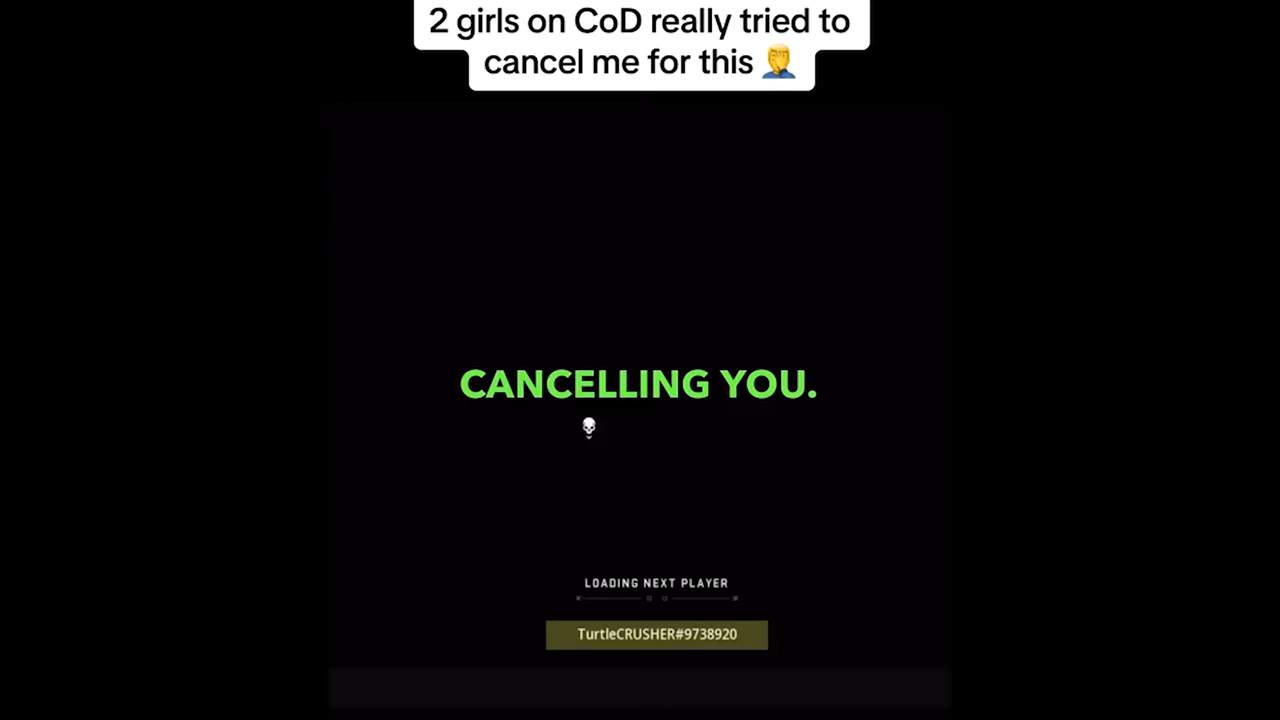 2 girls on CoD really tried to
cancel me for this 🤦‍♂️
CANCELLING YOU.
LOADING NEXT PLAYER
TurtleCRUSHER#9738920